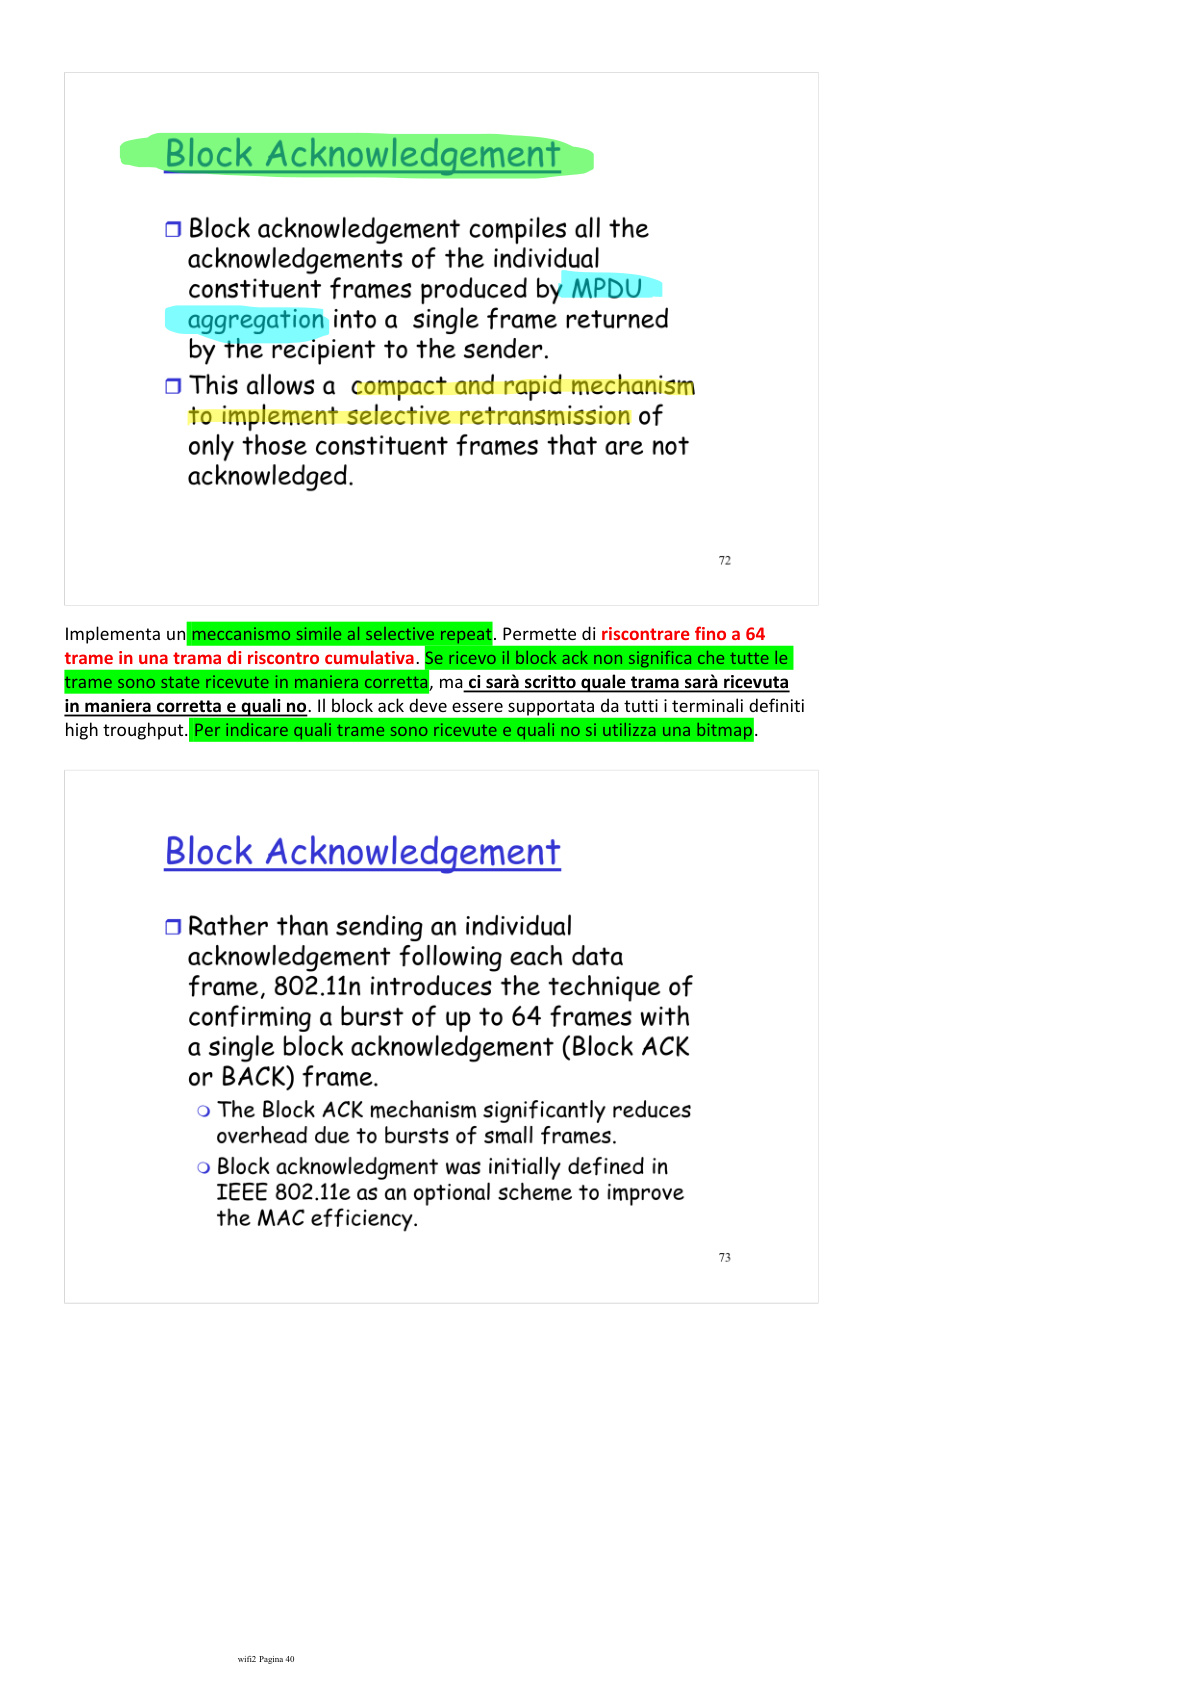 Block Acknowledgement
Block acknowledgement compiles all the
acknowledgements of the individual
constituent frames produced by MPDU
aggregation into a single frame returned
by the recipient to the sender.
This allows a compact and rapid mechanism
to implement selective retransmission of
only those constituent frames that are not
acknowledged.
72
Implementa un meccanismo simile al selective repeat. Permette di riscontrare fino a 64
trame in una trama di riscontro cumulativa. Se ricevo il block ack non significa che tutte le
trame sono state ricevute in maniera corretta, ma ci sarà scritto quale trama sarà ricevuta
in maniera corretta e quali no. Il block ack deve essere supportata da tutti i terminali definiti
high troughput. Per indicare quali trame sono ricevute e quali no si utilizza una bitmap.
Block Acknowledgement
Rather than sending an individual
acknowledgement following each data
frame, 802.11n introduces the technique of
confirming a burst of up to 64 frames with
a single block acknowledgement (Block ACK
or BACK) frame.
The Block ACK mechanism significantly reduces
overhead due to bursts of small frames.
Block acknowledgment was initially defined in
IEEE 802.11e as an optional scheme to improve
the MAC efficiency.
73
wifi2 Pagina 40